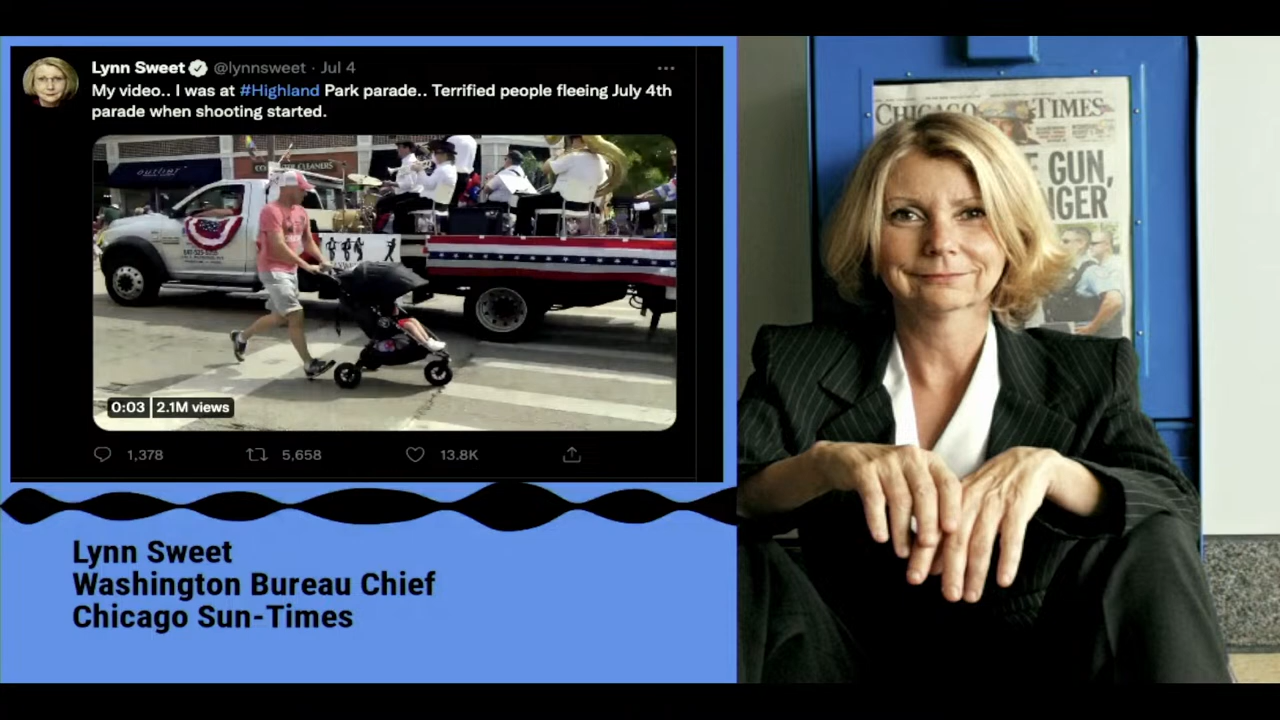 Lynn Sweet @lynnsweet · Jul 4
My video.. I was at #Highland Park parade.. Terrified people fleeing July 4th
parade when shooting started.
outlier
CLEANERS
0:03 2.1M views
1,378 5,658 13.8K
Lynn Sweet
Washington Bureau Chief
Chicago Sun-Times
CHICAGO TIMES
GUN,